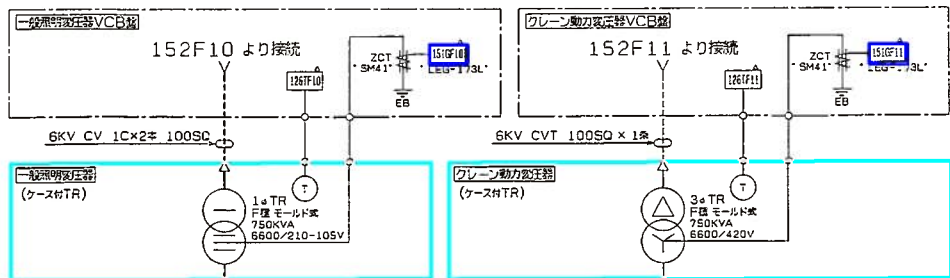 一般照明変圧器VCB盤
152F10 より接続
ZCT
"SM41"
151GF10
"LEG-173L"
126TF10
EB
6KV CV 1C×2本 100SQ
一般照明変圧器
(ケース付TR)
T
1φTR
F種 モールド式
750KVA
6600/210-105V
クレーン動力変圧器VCB盤
152F11 より接続
ZCT
"SM41"
151GF11
"LEG-173L"
126TF11
EB
6KV CVT 100SQ × 1条
クレーン動力変圧器
(ケース付TR)
T
3φTR
F種 モールド式
750KVA
6600/420V